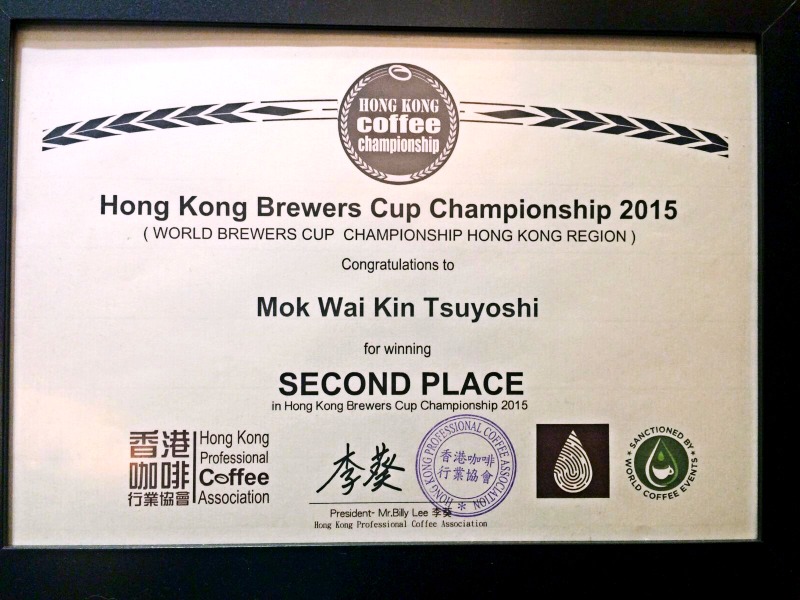 HONG KONG
coffee
championship
Hong Kong Brewers Cup Championship 2015
( WORLD BREWERS CUP CHAMPIONSHIP HONG KONG REGION )
Congratulations to
Mok Wai Kin Tsuyoshi
for winning
SECOND PLACE
in Hong Kong Brewers Cup Championship 2015
香港
咖啡
行業協會
Hong Kong
Professional
Coffee
Association
李葵
HONG KONG PROFESSIONAL COFFEE ASSOCIATION
香港咖啡
行業協會
SANCTIONED BY
WORLD COFFEE EVENTS
President- Mr.Billy Lee 李葵
Hong Kong Professional Coffee Association